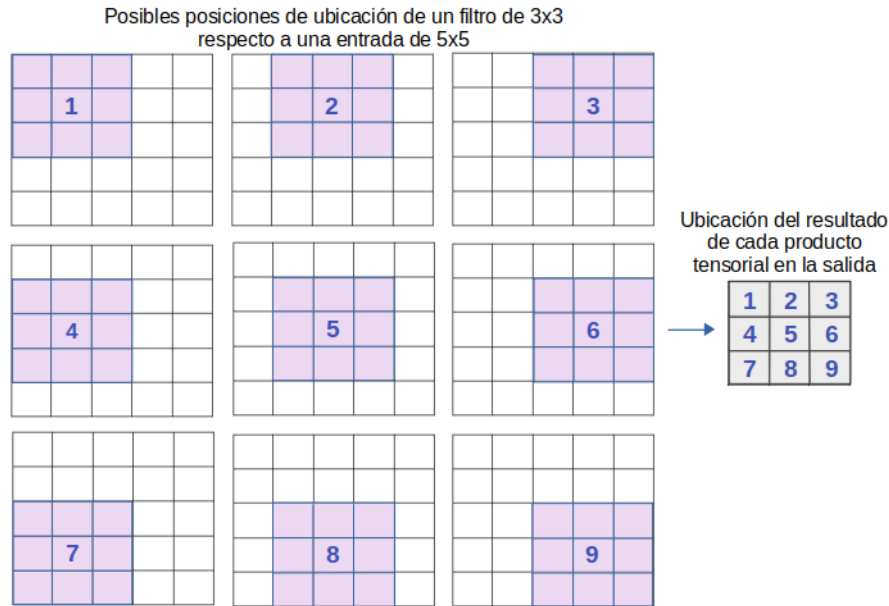 Posibles posiciones de ubicación de un filtro de 3x3
respecto a una entrada de 5x5
1
2
3
4
5
6
7
8
9
Ubicación del resultado
de cada producto
tensorial en la salida
1 2 3
4 5 6
7 8 9